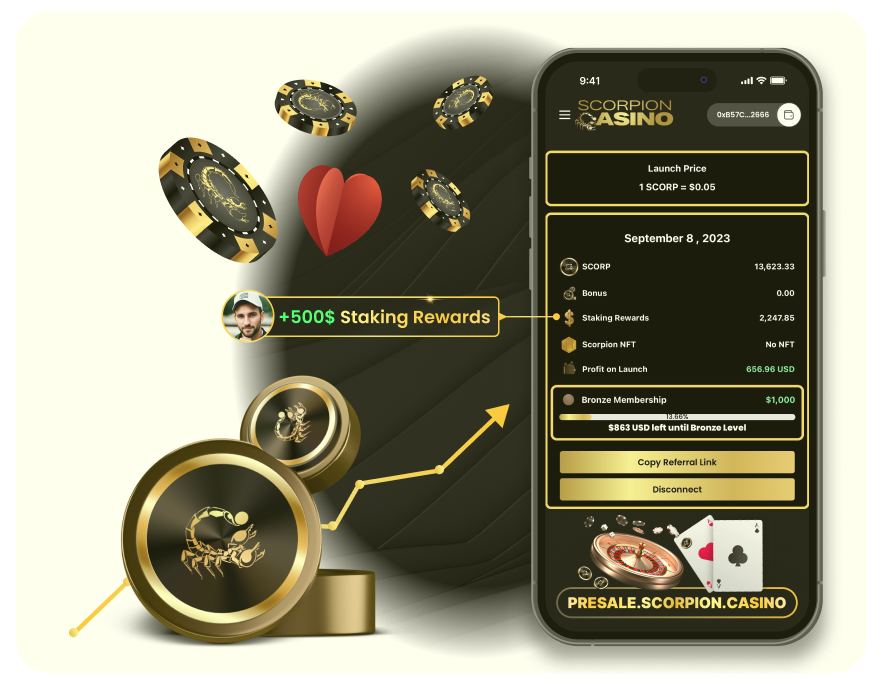 9:41
SCORPION
CASINO
0xB57C...2666
Launch Price
1 SCORP = $0.05
September 8 , 2023
SCORP 13,623.33
Bonus 0.00
+500$ Staking Rewards
Staking Rewards 2,247.85
Scorpion NFT No NFT
Profit on Launch 656.96 USD
Bronze Membership $1,000
13.66%
$863 USD left until Bronze Level
Copy Referral Link
Disconnect
A
A
PRESALE.SCORPION.CASINO